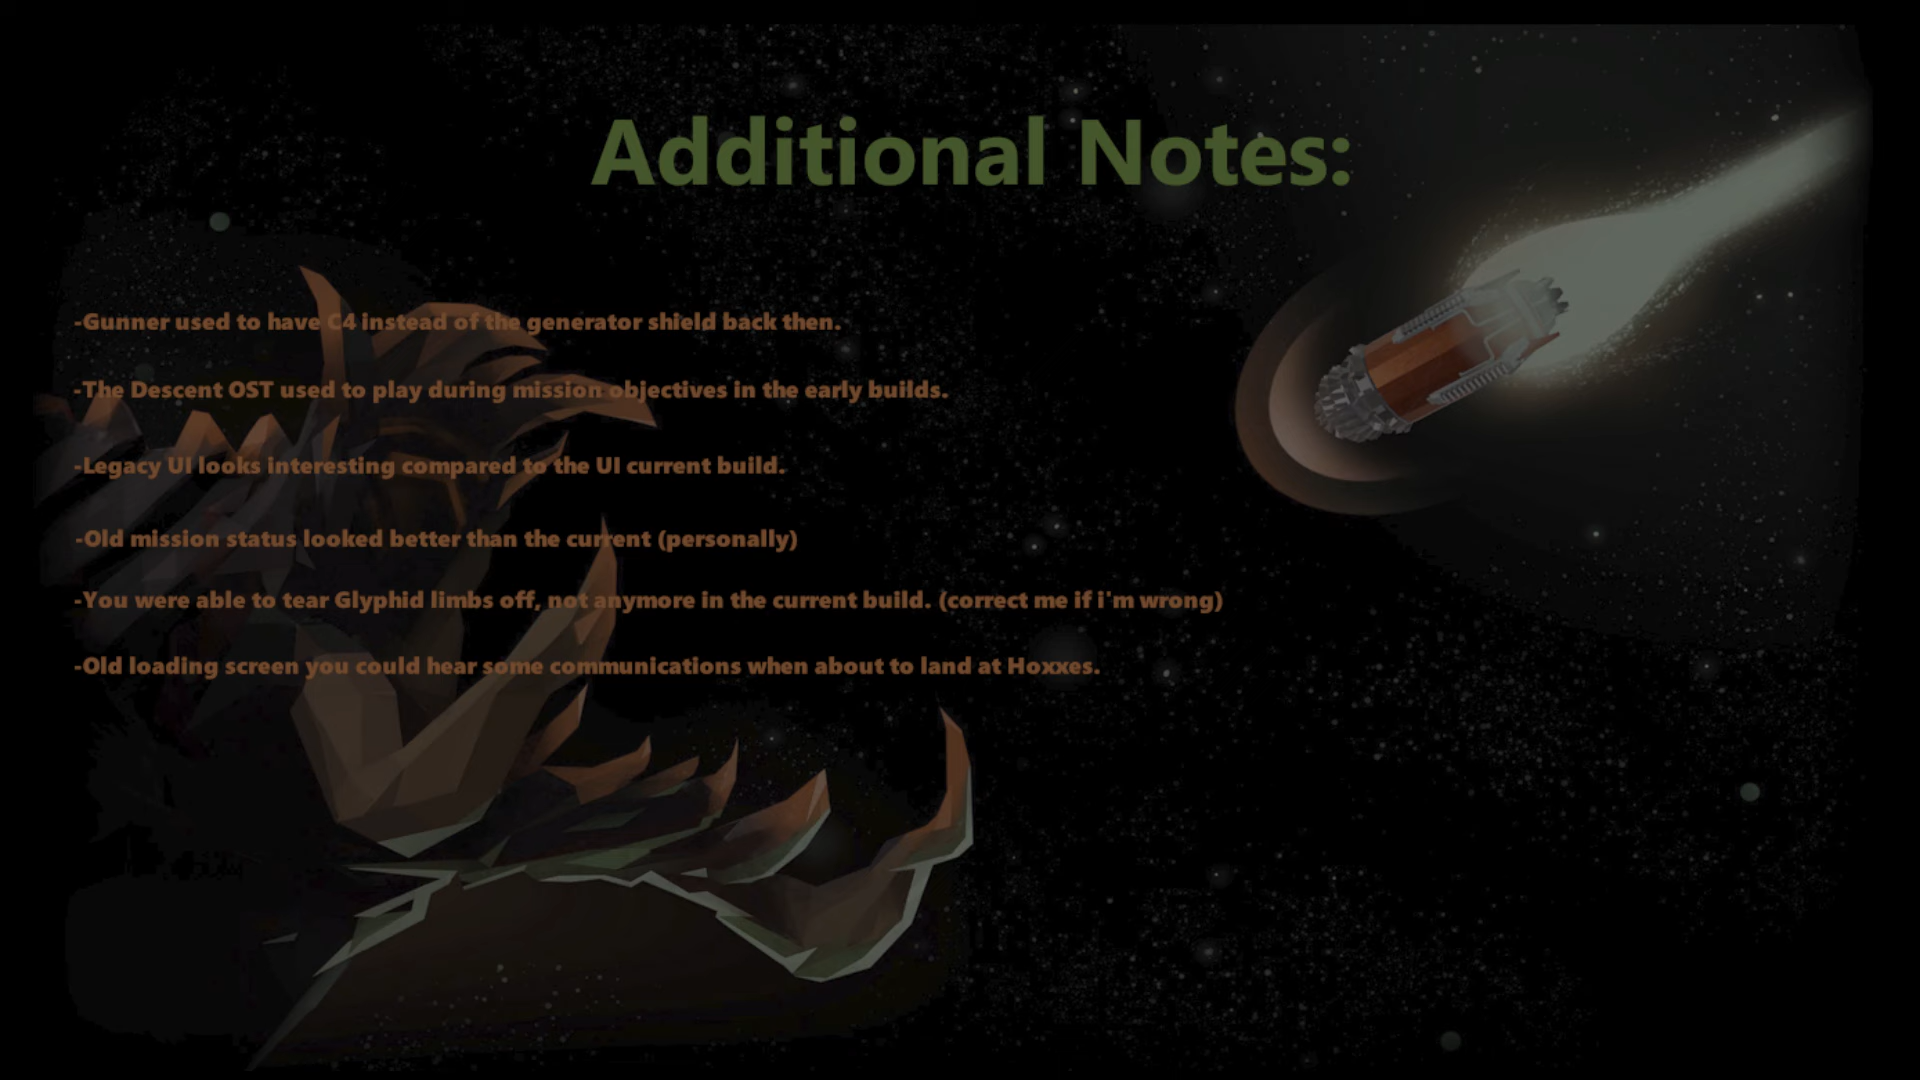 Additional Notes:
-Gunner used to have C4 instead of the generator shield back then.
-The Descent OST used to play during mission objectives in the early builds.
-Legacy UI looks interesting compared to the UI current build.
-Old mission status looked better than the current (personally)
-You were able to tear Glyphid limbs off, not anymore in the current build. (correct me if i'm wrong)
-Old loading screen you could hear some communications when about to land at Hoxxes.